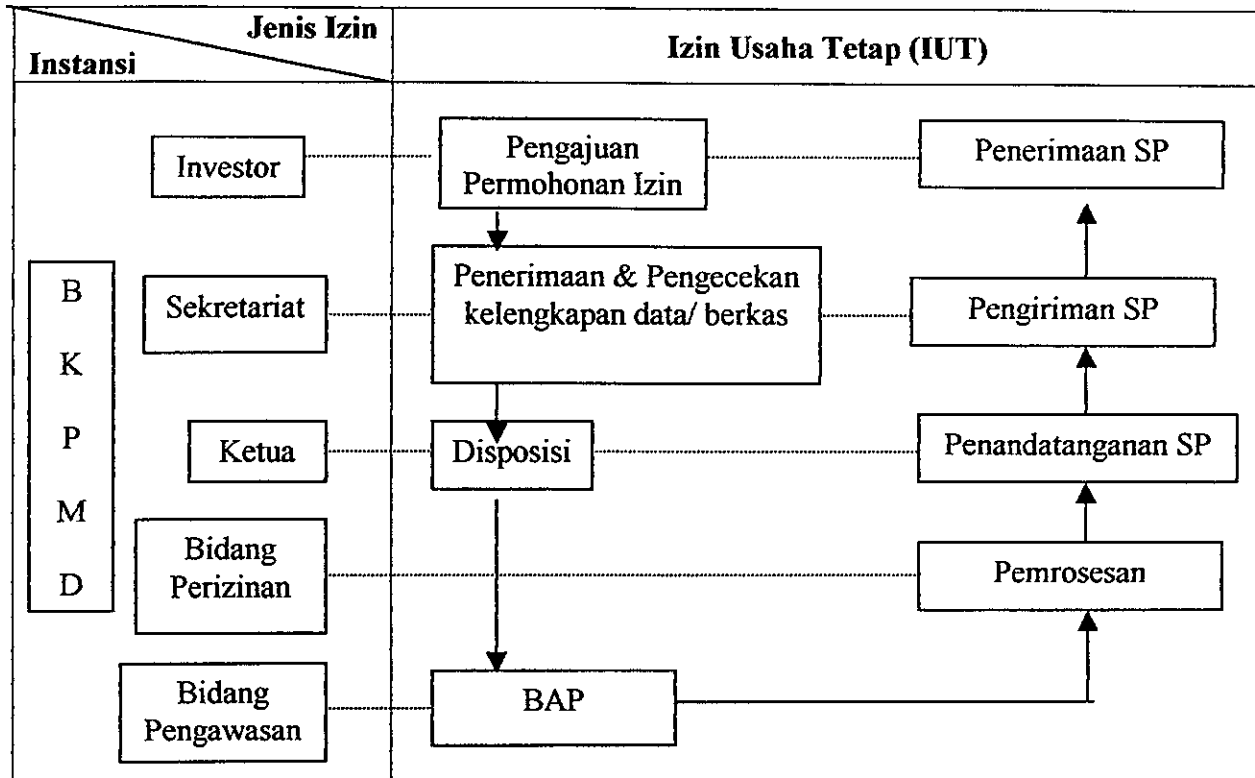 Jenis Izin
Instansi
Izin Usaha Tetap (IUT)
Investor
Pengajuan
Permohonan Izin
Penerimaan SP
B
K
P
M
D
Sekretariat
Penerimaan & Pengecekan
kelengkapan data/ berkas
Pengiriman SP
Ketua
Disposisi
Penandatanganan SP
Bidang
Perizinan
Pemrosesan
Bidang
Pengawasan
BAP